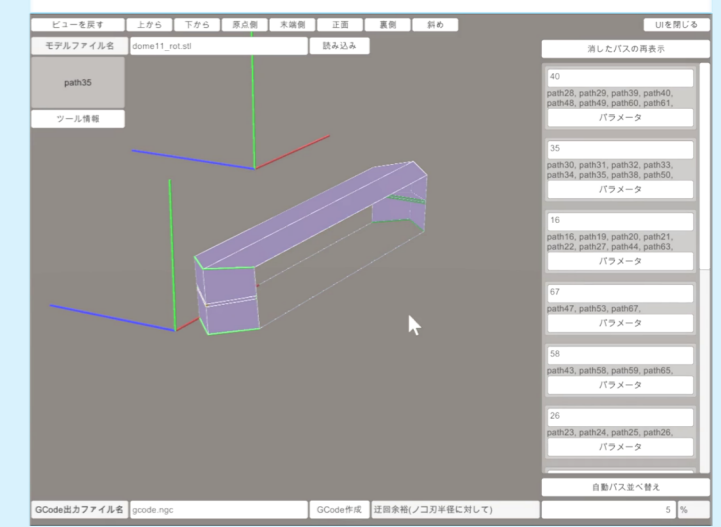 ビューを戻す 上から 下から 原点側 末端側 正面 裏側 斜め UIを閉じる
モデルファイル名 dome11_rot.stl 読み込み 消したパスの再表示
path35
ツール情報
40
path28, path29, path39, path40,
path48, path49, path60, path61,
パラメータ
35
path30, path31, path32, path33,
path34, path35, path38, path50,
パラメータ
16
path16, path19, path20, path21,
path22, path27, path44, path63,
パラメータ
67
path47, path53, path67,
パラメータ
58
path43, path58, path59, path65,
パラメータ
26
path23, path24, path25, path26,
パラメータ
自動パス並べ替え
GCode出力ファイル名 gcode.ngc GCode作成 迂回余裕(ノコ刃半径に対して) 5 %